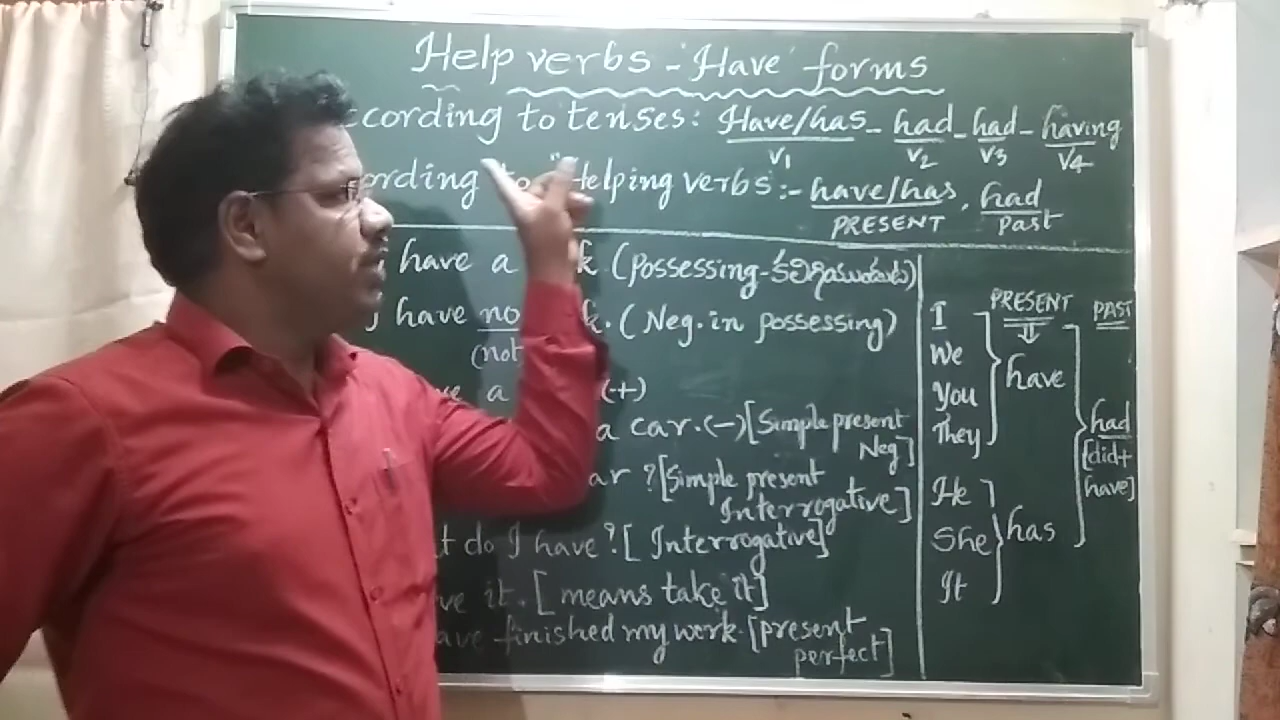 Help verbs - 'Have' forms
ccording to tenses: Have/has - had - had - having
V1 V2 V3 V4
ording to "Helping verbs :- have/has, had
PRESENT past
have a k (possessing-కలిగియుండుట)
have no k. (Neg. in possessing)
(not
a (+)
a car. (-) [Simple present
Neg]
ar ? [Simple present
Interrogative]
t do I have ? [ Interrogative]
ve it. [ means take it]
ave finished my work. [present
perfect]
PRESENT PAST
I
We
You
They
have
He
She
It
has
had
[did+
have]